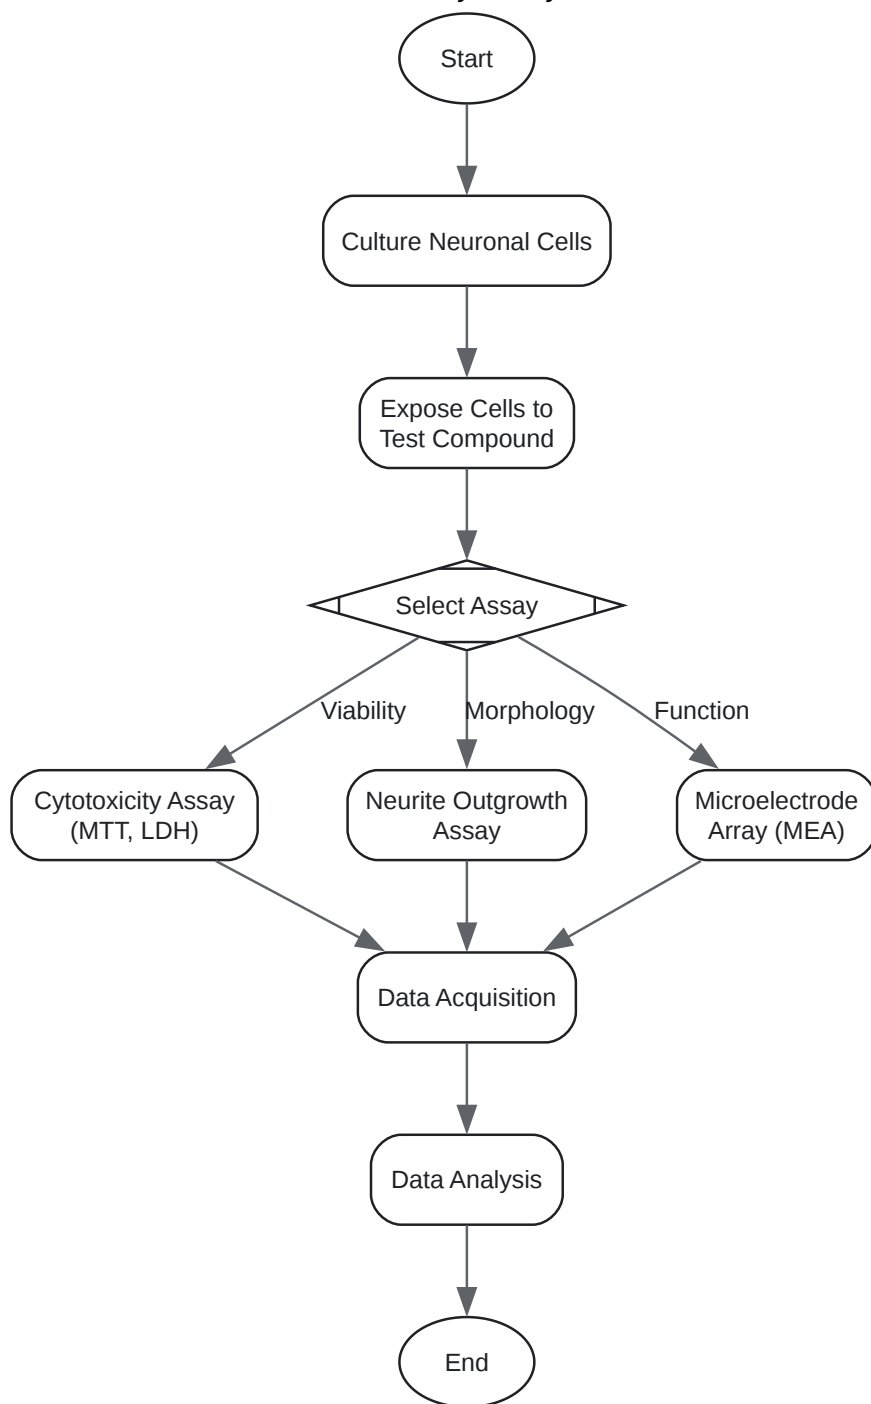 Start
Culture Neuronal Cells
Expose Cells to
Test Compound
Select Assay
Viability
Morphology
Function
Cytotoxicity Assay
(MTT, LDH)
Neurite Outgrowth
Assay
Microelectrode
Array (MEA)
Data Acquisition
Data Analysis
End